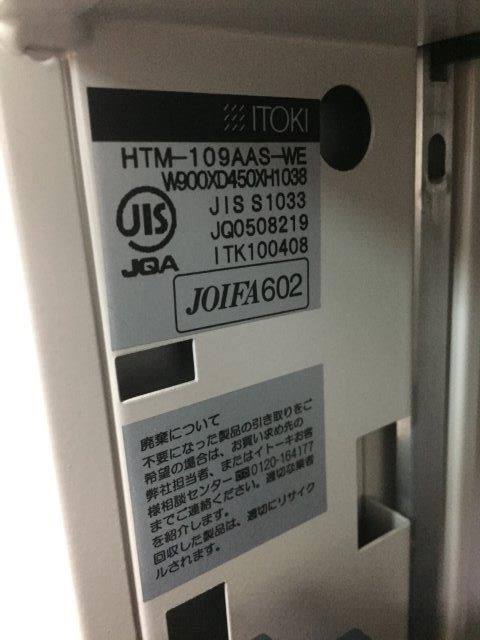 ITOKI
HTM-109AAS-WE
W900XD450XH1038
JIS S1033
JIS
JQ0508219
JQA
ITK100408
JOIFA602
廃棄について
不要になった製品の引き取りをご
希望の場合は、お買い求め先の
弊社担当者、またはイトーキお客
様相談センター 0120-164177
までご連絡ください。適切な業者
を紹介します。
回収した製品は、適切にリサイク
ルされます。